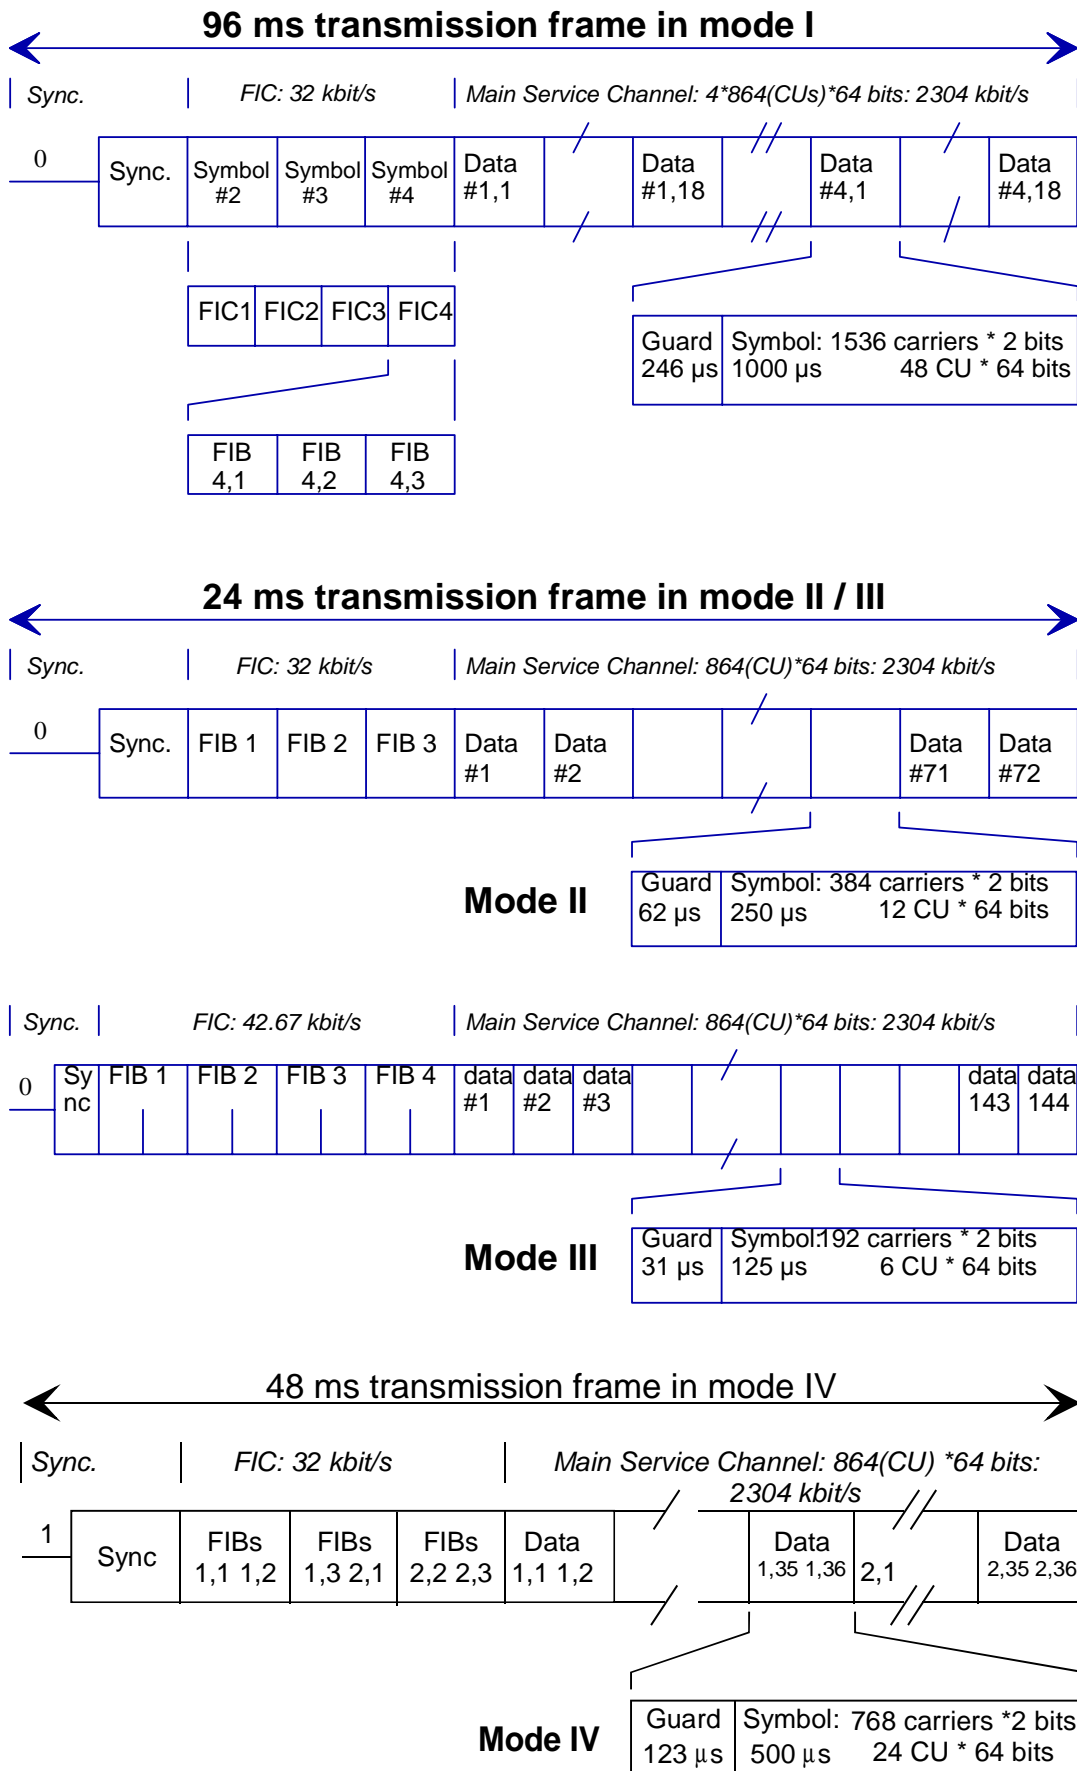 96 ms transmission frame in mode I
Sync. FIC: 32 kbit/s Main Service Channel: 4*864(CUs)*64 bits: 2304 kbit/s
0 Sync. Symbol #2 Symbol #3 Symbol #4 Data #1,1 Data #1,18 Data #4,1 Data #4,18
FIC1 FIC2 FIC3 FIC4
Guard Symbol: 1536 carriers * 2 bits
246 µs 1000 µs 48 CU * 64 bits
FIB 4,1 FIB 4,2 FIB 4,3
24 ms transmission frame in mode II / III
Sync. FIC: 32 kbit/s Main Service Channel: 864(CU)*64 bits: 2304 kbit/s
0 Sync. FIB 1 FIB 2 FIB 3 Data #1 Data #2 Data #71 Data #72
Mode II
Guard Symbol: 384 carriers * 2 bits
62 µs 250 µs 12 CU * 64 bits
Sync. FIC: 42.67 kbit/s Main Service Channel: 864(CU)*64 bits: 2304 kbit/s
0 Sy nc FIB 1 FIB 2 FIB 3 FIB 4 data #1 data #2 data #3 data 143 data 144
Mode III
Guard Symbol:192 carriers * 2 bits
31 µs 125 µs 6 CU * 64 bits
48 ms transmission frame in mode IV
Sync. FIC: 32 kbit/s Main Service Channel: 864(CU) *64 bits:
2304 kbit/s
1 Sync FIBs 1,1 1,2 FIBs 1,3 2,1 FIBs 2,2 2,3 Data 1,1 1,2 Data 1,35 1,36 2,1 Data 2,35 2,36
Mode IV
Guard Symbol: 768 carriers *2 bits
123 µs 500 µs 24 CU * 64 bits